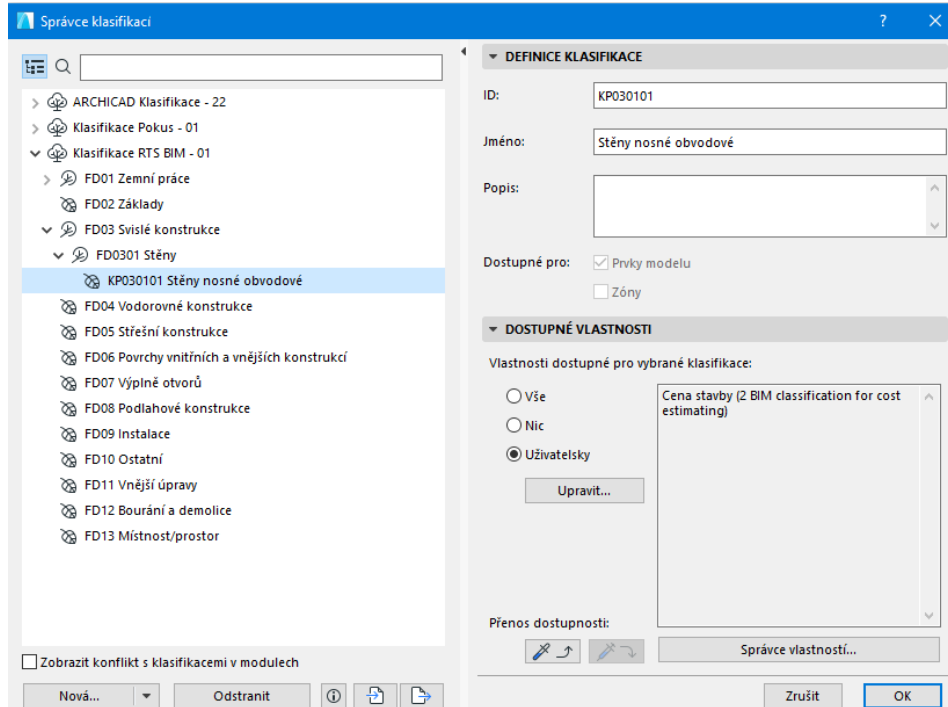 Správce klasifikací
?
ARCHICAD Klasifikace - 22
Klasifikace Pokus - 01
Klasifikace RTS BIM - 01
FD01 Zemní práce
FD02 Základy
FD03 Svislé konstrukce
FD0301 Stěny
KP030101 Stěny nosné obvodové
FD04 Vodorovné konstrukce
FD05 Střešní konstrukce
FD06 Povrchy vnitřních a vnějších konstrukcí
FD07 Výplně otvorů
FD08 Podlahové konstrukce
FD09 Instalace
FD10 Ostatní
FD11 Vnější úpravy
FD12 Bourání a demolice
FD13 Místnost/prostor
Zobrazit konflikt s klasifikacemi v modulech
Nová...
Odstranit
DEFINICE KLASIFIKACE
ID: KP030101
Jméno: Stěny nosné obvodové
Popis:
Dostupné pro: Prvky modelu
Zóny
DOSTUPNÉ VLASTNOSTI
Vlastnosti dostupné pro vybrané klasifikace:
Vše
Nic
Uživatelsky
Upravit...
Cena stavby (2 BIM classification for cost
estimating)
Přenos dostupnosti:
Správce vlastností...
Zrušit
OK